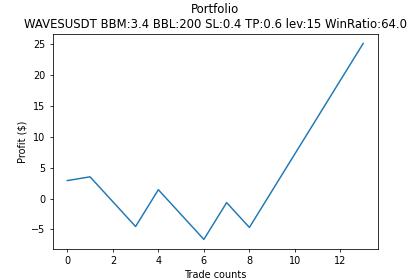 Portfolio
WAVESUSDT BBM:3.4 BBL:200 SL:0.4 TP:0.6 lev:15 WinRatio:64.0
25
20
15
10
5
0
−5
Profit ($)
0 2 4 6 8 10 12
Trade counts